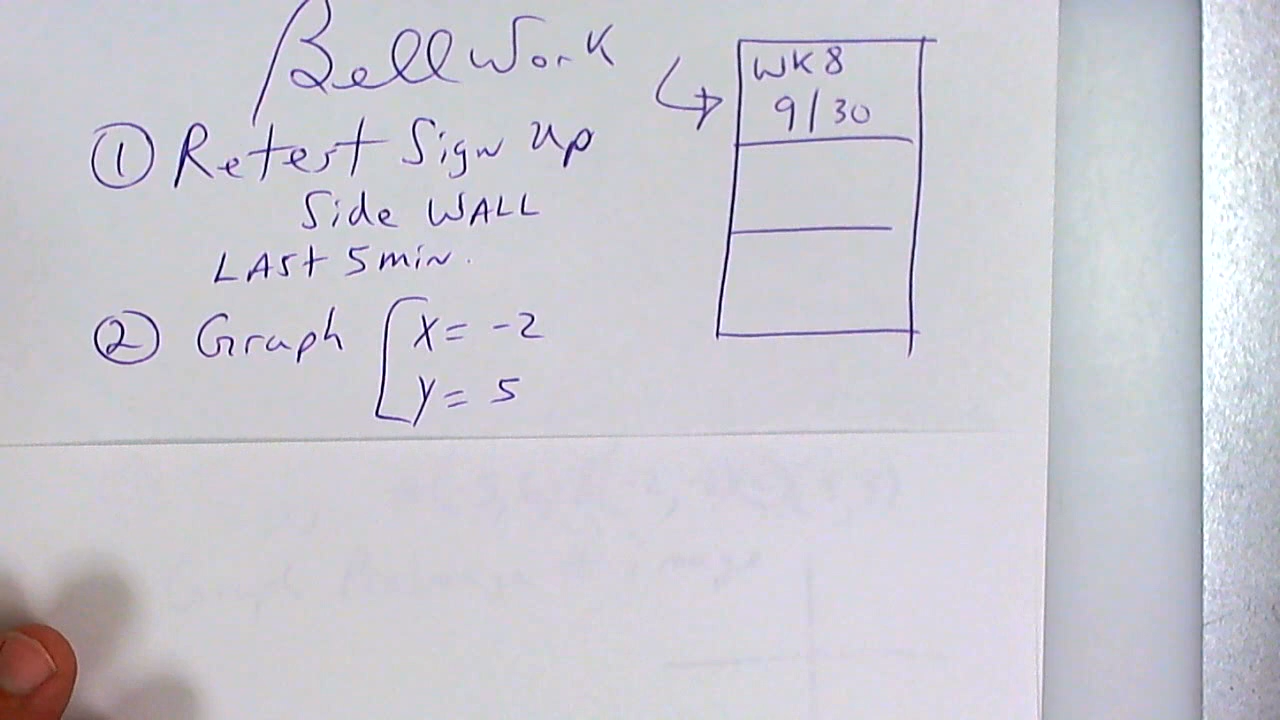 Bell Work
① Retest Sign up
Side WALL
LAst 5 min.
② Graph { x = -2
y = 5
WK 8
9/30
Graph